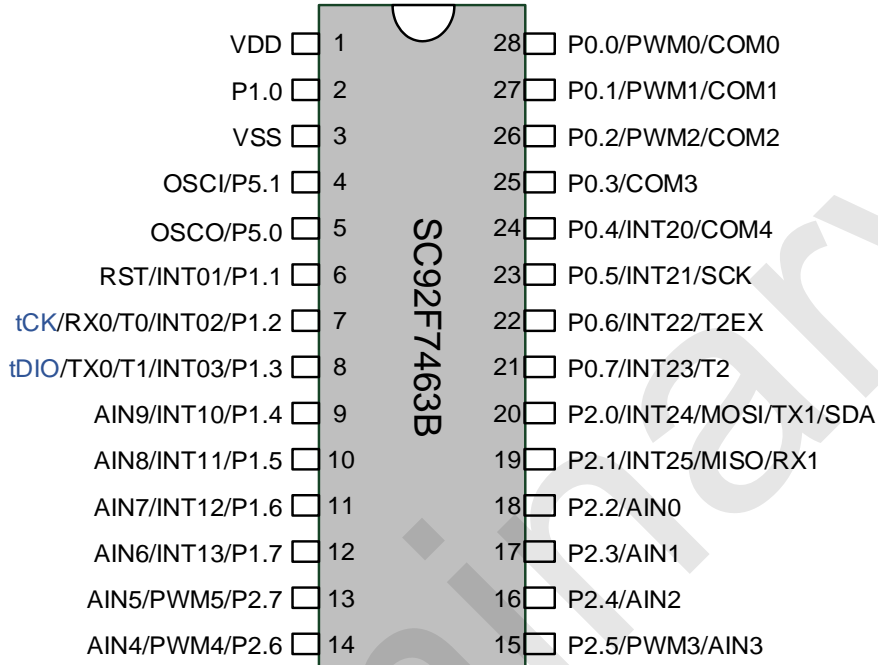 VDD 1 28 P0.0/PWM0/COM0
P1.0 2 27 P0.1/PWM1/COM1
VSS 3 26 P0.2/PWM2/COM2
OSCI/P5.1 4 25 P0.3/COM3
OSCO/P5.0 5 24 P0.4/INT20/COM4
RST/INT01/P1.1 6 23 P0.5/INT21/SCK
tCK/RX0/T0/INT02/P1.2 7 22 P0.6/INT22/T2EX
tDIO/TX0/T1/INT03/P1.3 8 21 P0.7/INT23/T2
AIN9/INT10/P1.4 9 20 P2.0/INT24/MOSI/TX1/SDA
AIN8/INT11/P1.5 10 19 P2.1/INT25/MISO/RX1
AIN7/INT12/P1.6 11 18 P2.2/AIN0
AIN6/INT13/P1.7 12 17 P2.3/AIN1
AIN5/PWM5/P2.7 13 16 P2.4/AIN2
AIN4/PWM4/P2.6 14 15 P2.5/PWM3/AIN3
SC92F7463B